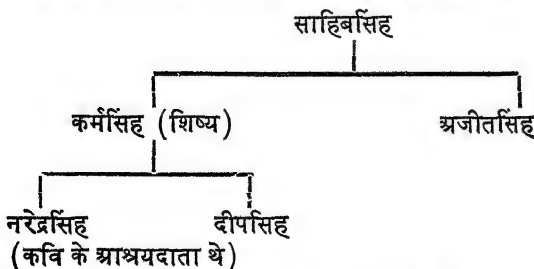 साहिबसिंह
कर्मसिंह (शिष्य) अजीतसिंह
नरेद्रसिंह दीपसिंह
(कवि के आश्रयदाता थे)